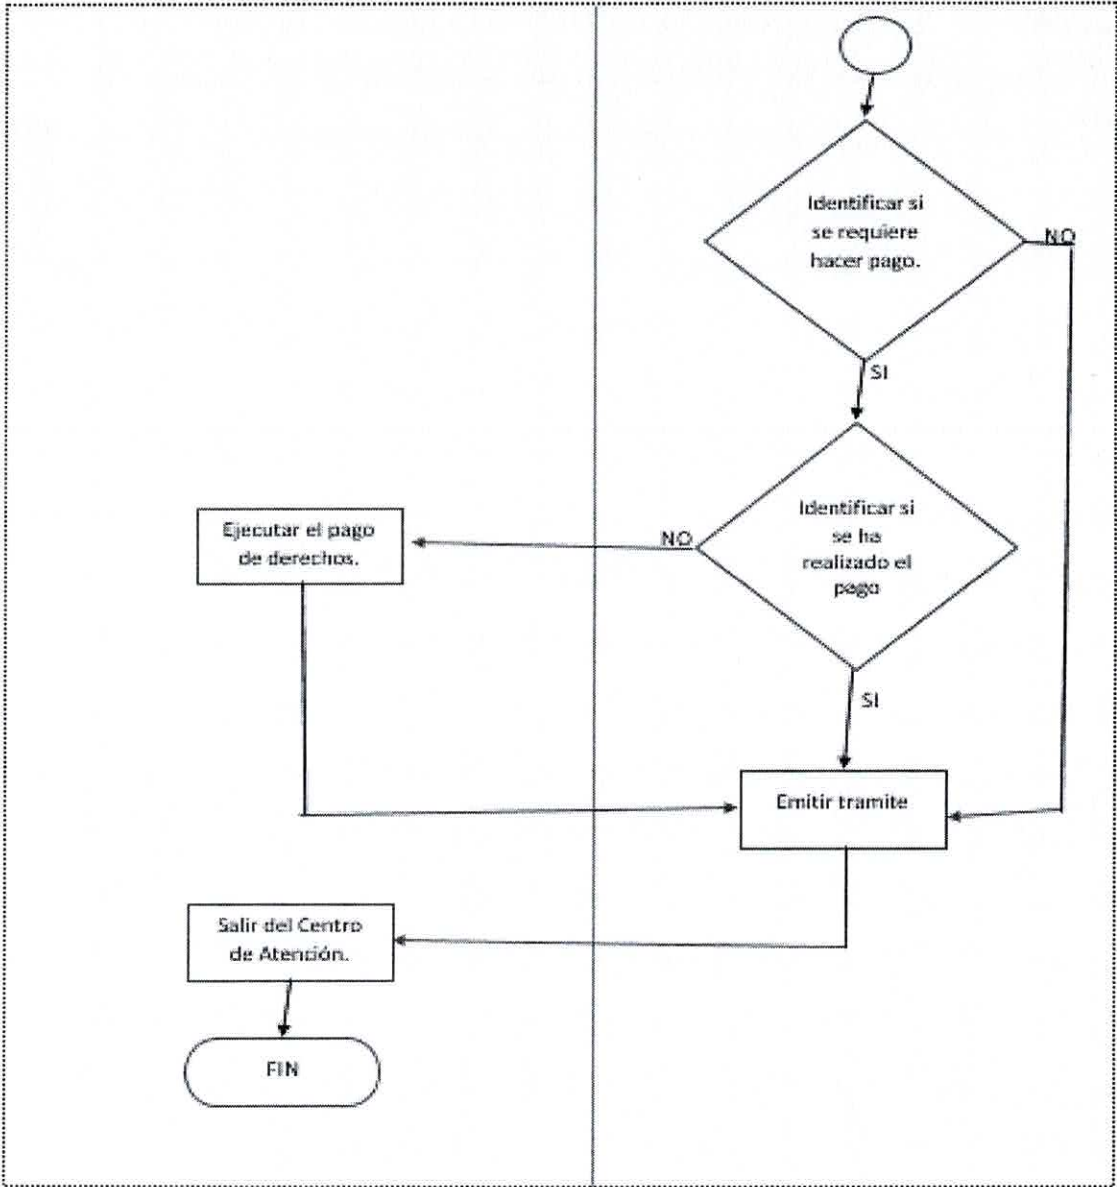 Identificar si
se requiere
hacer pago.
NO
SI
Identificar si
se ha
realizado el
pago
NO
Ejecutar el pago
de derechos.
SI
Emitir tramite
Salir del Centro
de Atención.
FIN